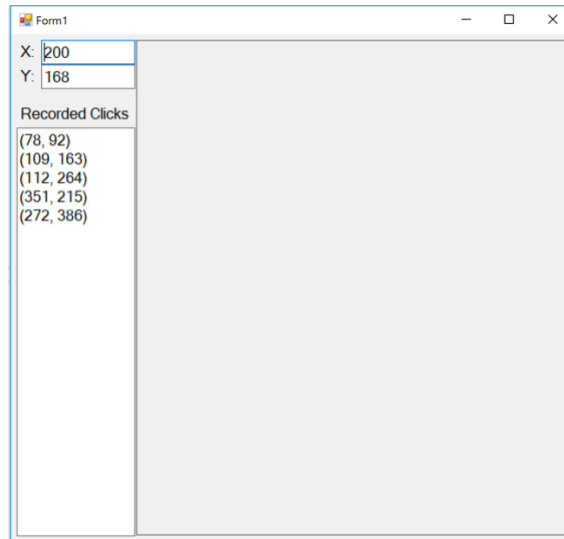 Form1
X: 200
Y: 168
Recorded Clicks
(78, 92)
(109, 163)
(112, 264)
(351, 215)
(272, 386)